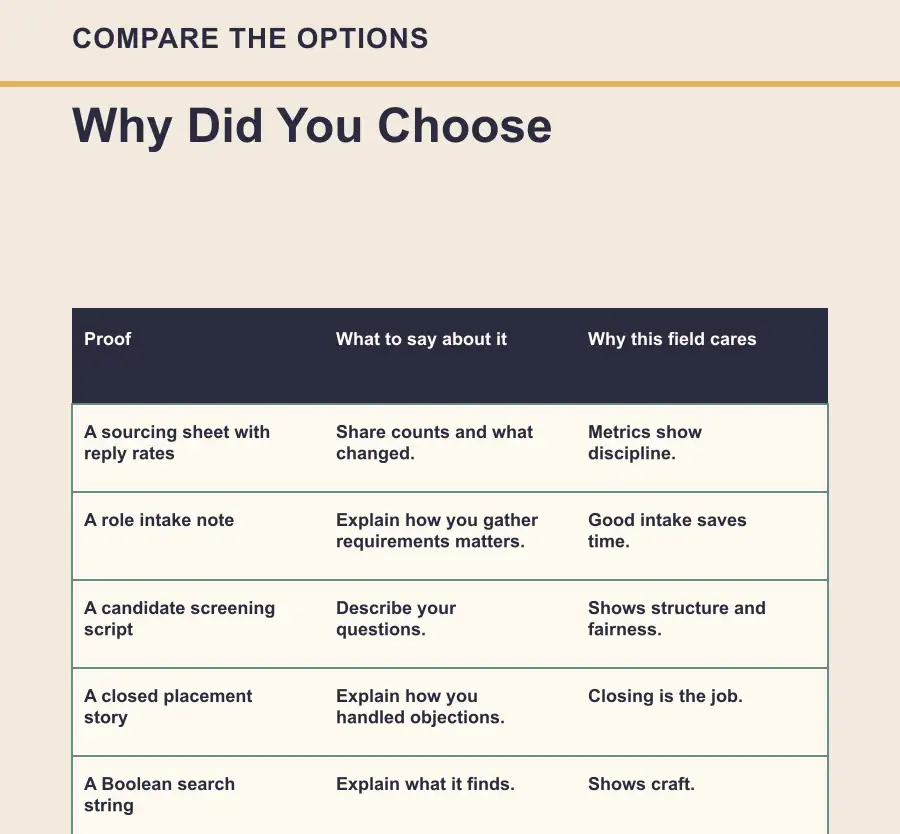 COMPARE THE OPTIONS
Why Did You Choose
Proof
What to say about it
Why this field cares
A sourcing sheet with
reply rates
Share counts and what
changed.
Metrics show
discipline.
A role intake note
Explain how you gather
requirements matters.
Good intake saves
time.
A candidate screening
script
Describe your
questions.
Shows structure and
fairness.
A closed placement
story
Explain how you
handled objections.
Closing is the job.
A Boolean search
string
Explain what it finds.
Shows craft.